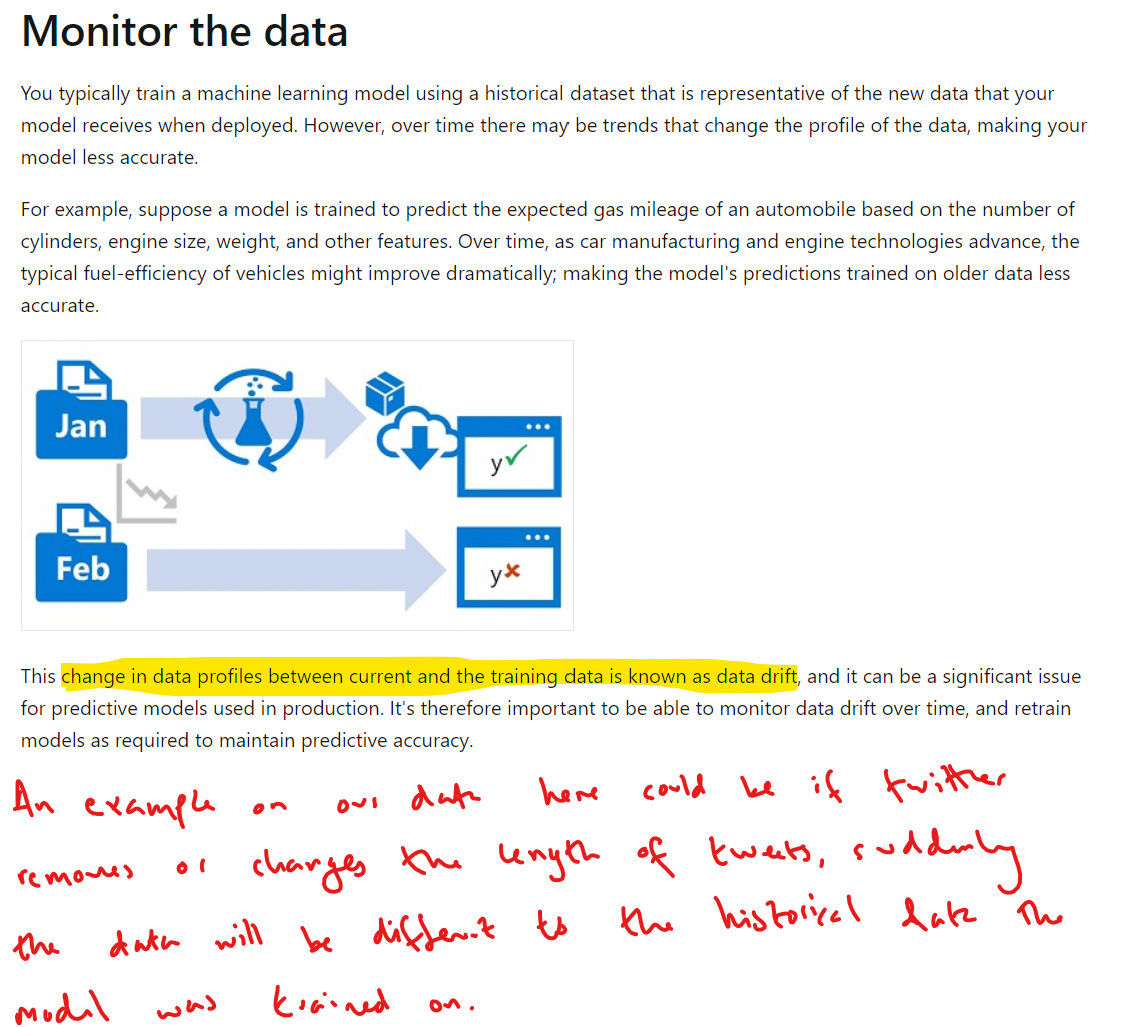 Monitor the data
You typically train a machine learning model using a historical dataset that is representative of the new data that your
model receives when deployed. However, over time there may be trends that change the profile of the data, making your
model less accurate.
For example, suppose a model is trained to predict the expected gas mileage of an automobile based on the number of
cylinders, engine size, weight, and other features. Over time, as car manufacturing and engine technologies advance, the
typical fuel-efficiency of vehicles might improve dramatically; making the model's predictions trained on older data less
accurate.
Jan
y✓
Feb
y✗
This change in data profiles between current and the training data is known as data drift, and it can be a significant issue
for predictive models used in production. It's therefore important to be able to monitor data drift over time, and retrain
models as required to maintain predictive accuracy.
An example on our data here could be if twitter
removes or changes the length of tweets, suddenly
the data will be different to the historical data the
model was trained on.